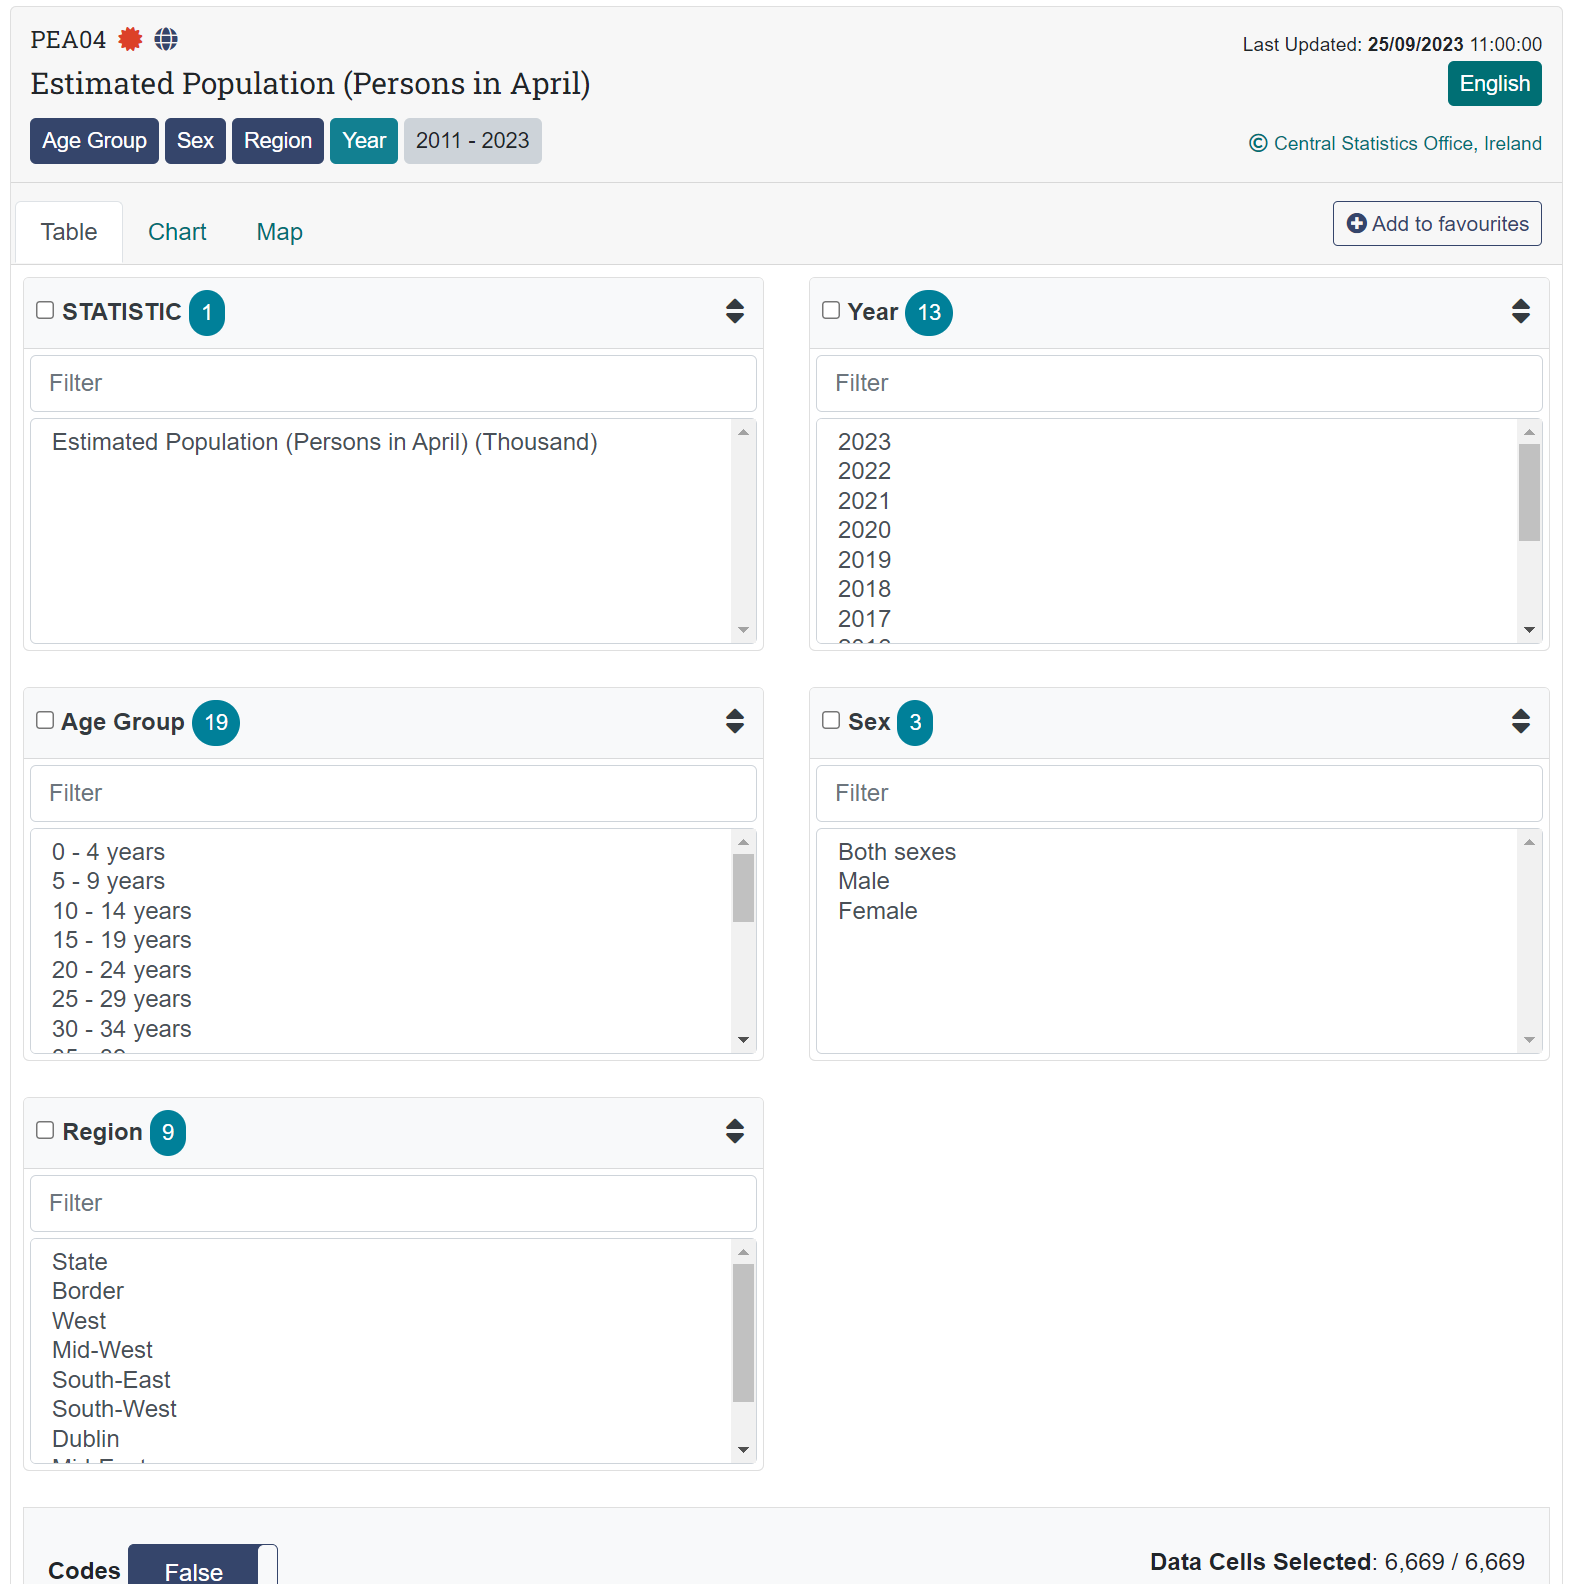 PEA04
Last Updated: 25/09/2023 11:00:00
Estimated Population (Persons in April)
English
Age Group Sex Region Year 2011 - 2023
© Central Statistics Office, Ireland
Table Chart Map
Add to favourites
STATISTIC 1
Filter
Estimated Population (Persons in April) (Thousand)
Year 13
Filter
2023
2022
2021
2020
2019
2018
2017
Age Group 19
Filter
0 - 4 years
5 - 9 years
10 - 14 years
15 - 19 years
20 - 24 years
25 - 29 years
30 - 34 years
Sex 3
Filter
Both sexes
Male
Female
Region 9
Filter
State
Border
West
Mid-West
South-East
South-West
Dublin
Codes False
Data Cells Selected: 6,669 / 6,669